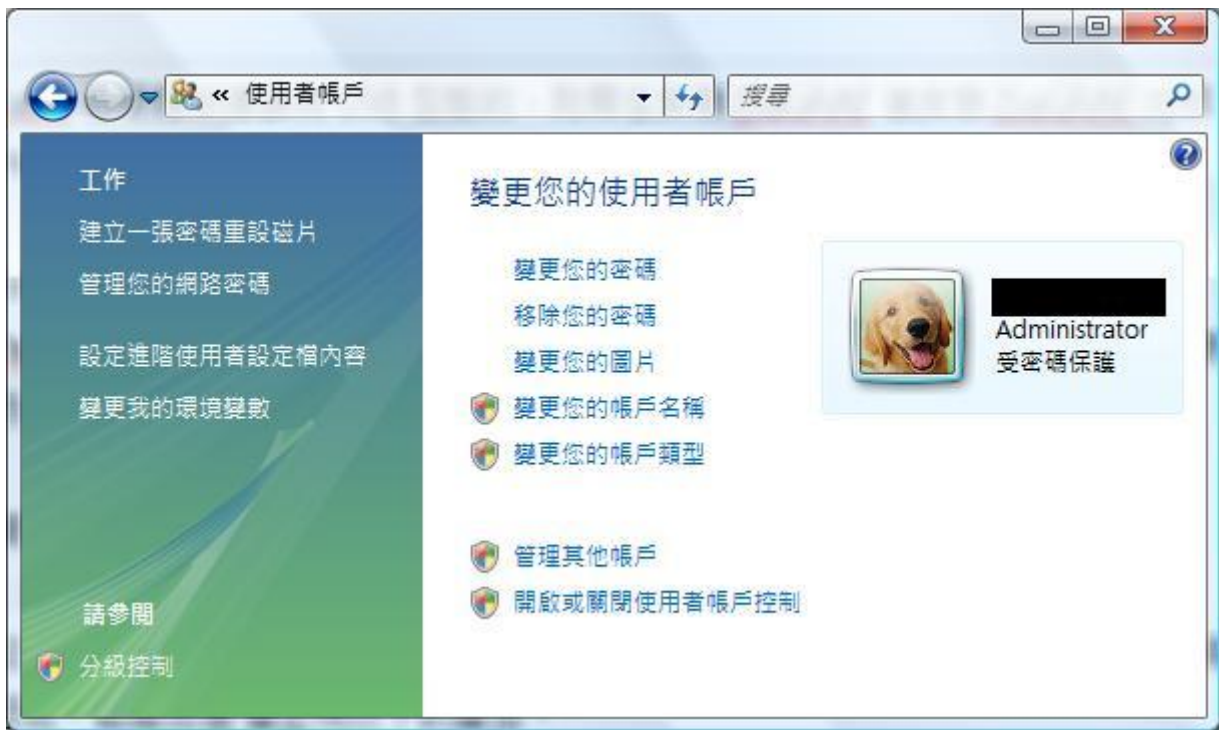 « 使用者帳戶
搜尋
工作
建立一張密碼重設磁片
管理您的網路密碼
設定進階使用者設定檔內容
變更我的環境變數
請參閱
分級控制
變更您的使用者帳戶
變更您的密碼
移除您的密碼
變更您的圖片
變更您的帳戶名稱
變更您的帳戶類型
管理其他帳戶
開啟或關閉使用者帳戶控制
Administrator
受密碼保護